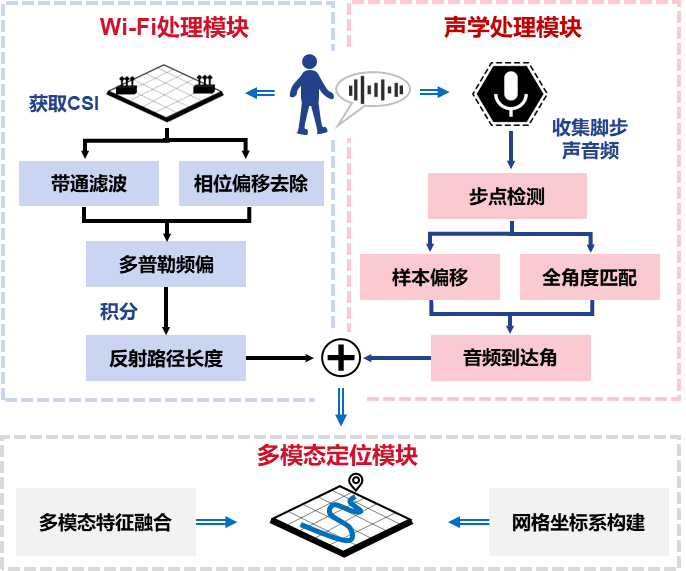 Wi-Fi处理模块
声学处理模块
获取CSI
收集脚步
声音频
带通滤波
相位偏移去除
步点检测
多普勒频偏
样本偏移
全角度匹配
积分
反射路径长度
音频到达角
多模态定位模块
多模态特征融合
网格坐标系构建